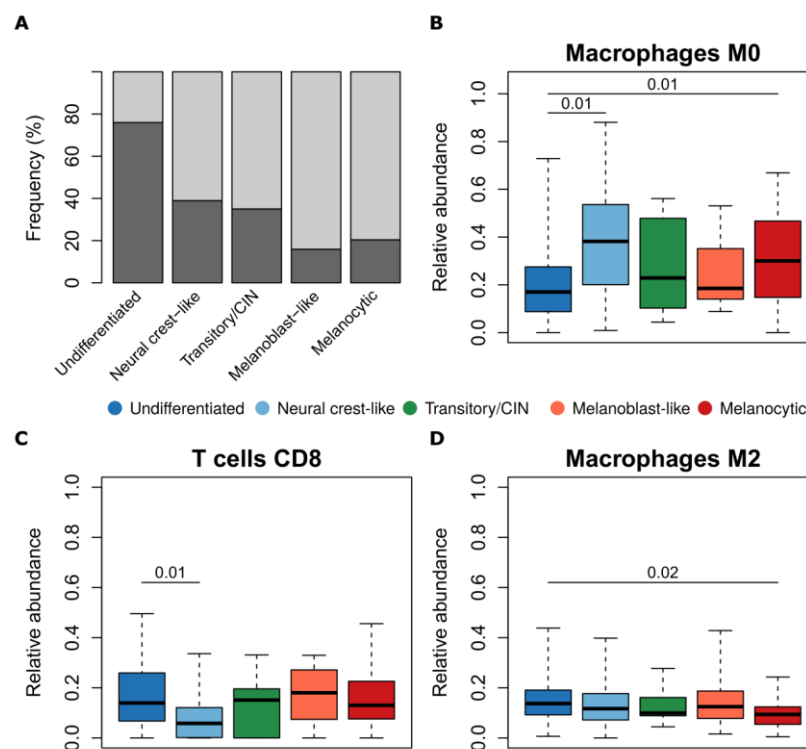 A
Frequency (%)
0
20
40
60
80
Undifferentiated
Neural crest−like
Transitory/CIN
Melanoblast−like
Melanocytic
B
Macrophages M0
Relative abundance
0.0
0.2
0.4
0.6
0.8
1.0
0.01
0.01
Undifferentiated Neural crest−like Transitory/CIN Melanoblast−like Melanocytic
C
T cells CD8
Relative abundance
0.0
0.2
0.4
0.6
0.8
1.0
0.01
D
Macrophages M2
Relative abundance
0.0
0.2
0.4
0.6
0.8
1.0
0.02